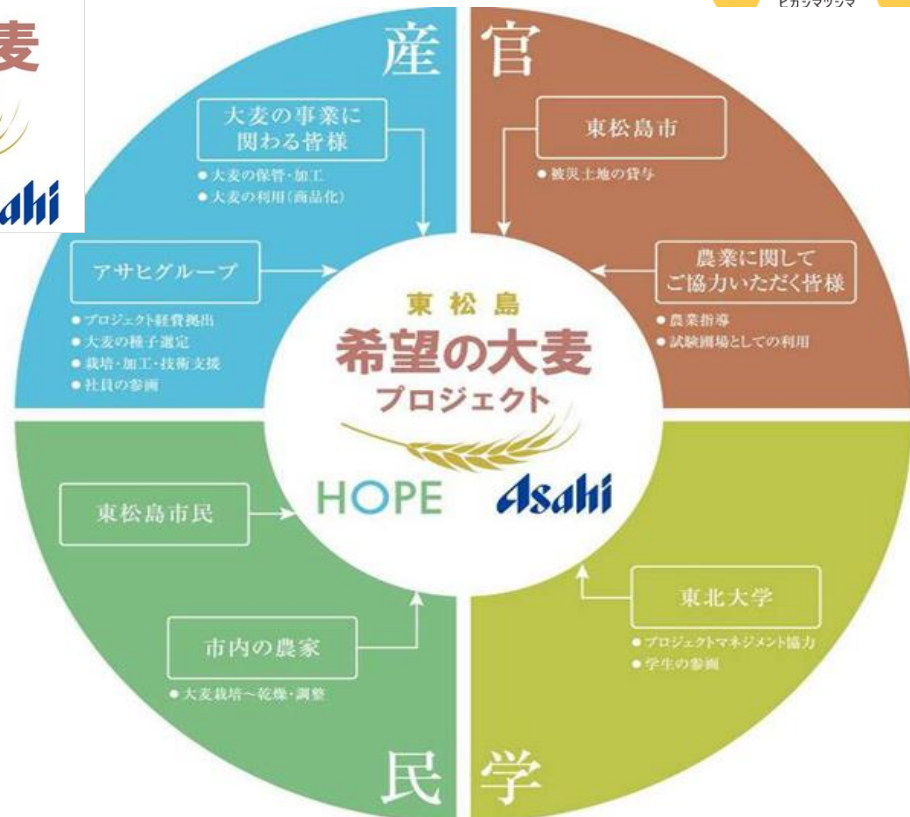 麦
ahi
ヒガシマツシマ
産
官
大麦の事業に
関わる皆様
● 大麦の保管・加工
● 大麦の利用(商品化)
アサヒグループ
● プロジェクト経費拠出
● 大麦の種子選定
● 栽培・加工・技術支援
● 社員の参画
東松島市
● 被災土地の貸与
農業に関して
ご協力いただく皆様
● 農業指導
● 試験圃場としての利用
東松島
希望の大麦
プロジェクト
HOPE
Asahi
東松島市民
市内の農家
● 大麦栽培〜乾燥・調整
東北大学
● プロジェクトマネジメント協力
● 学生の参画
民
学